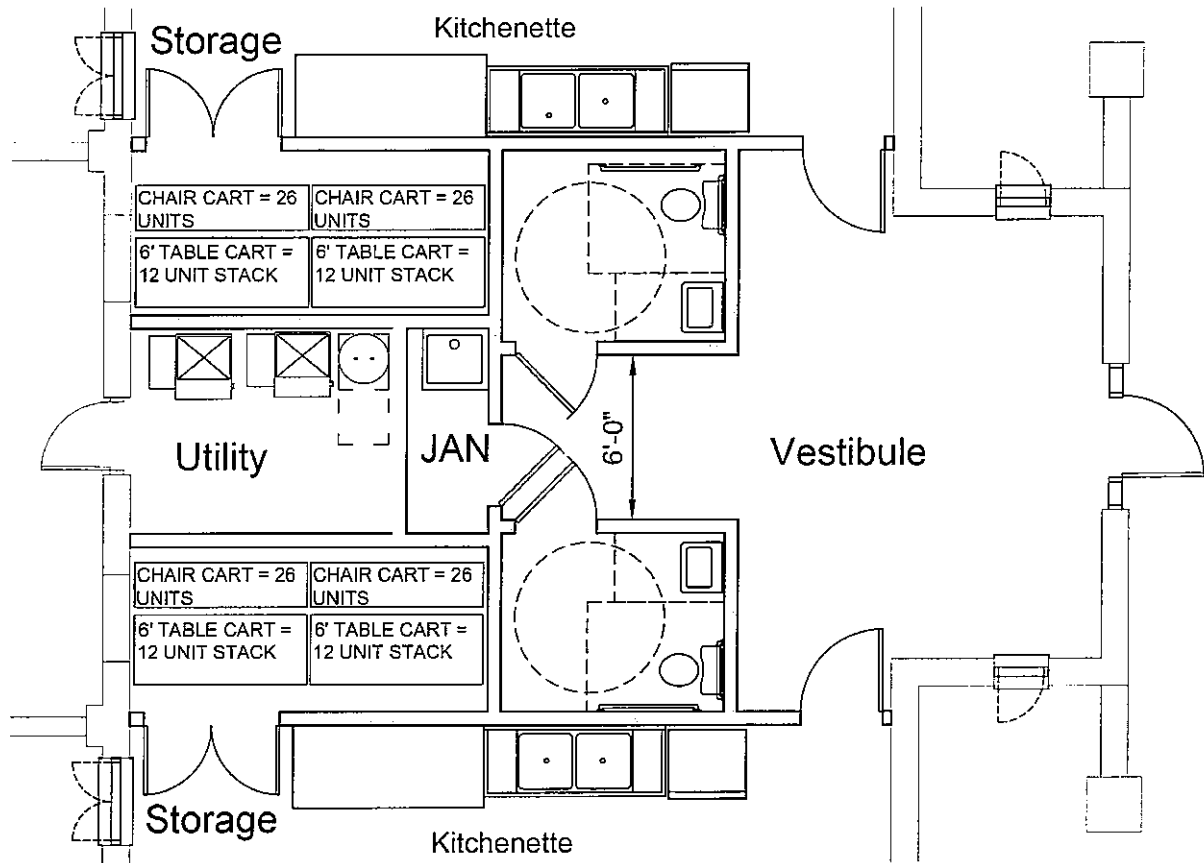 Kitchenette
Storage
CHAIR CART = 26
UNITS
CHAIR CART = 26
UNITS
6' TABLE CART =
12 UNIT STACK
6' TABLE CART =
12 UNIT STACK
Utility
JAN
6'-0"
Vestibule
CHAIR CART = 26
UNITS
CHAIR CART = 26
UNITS
6' TABLE CART =
12 UNIT STACK
6' TABLE CART =
12 UNIT STACK
Storage
Kitchenette